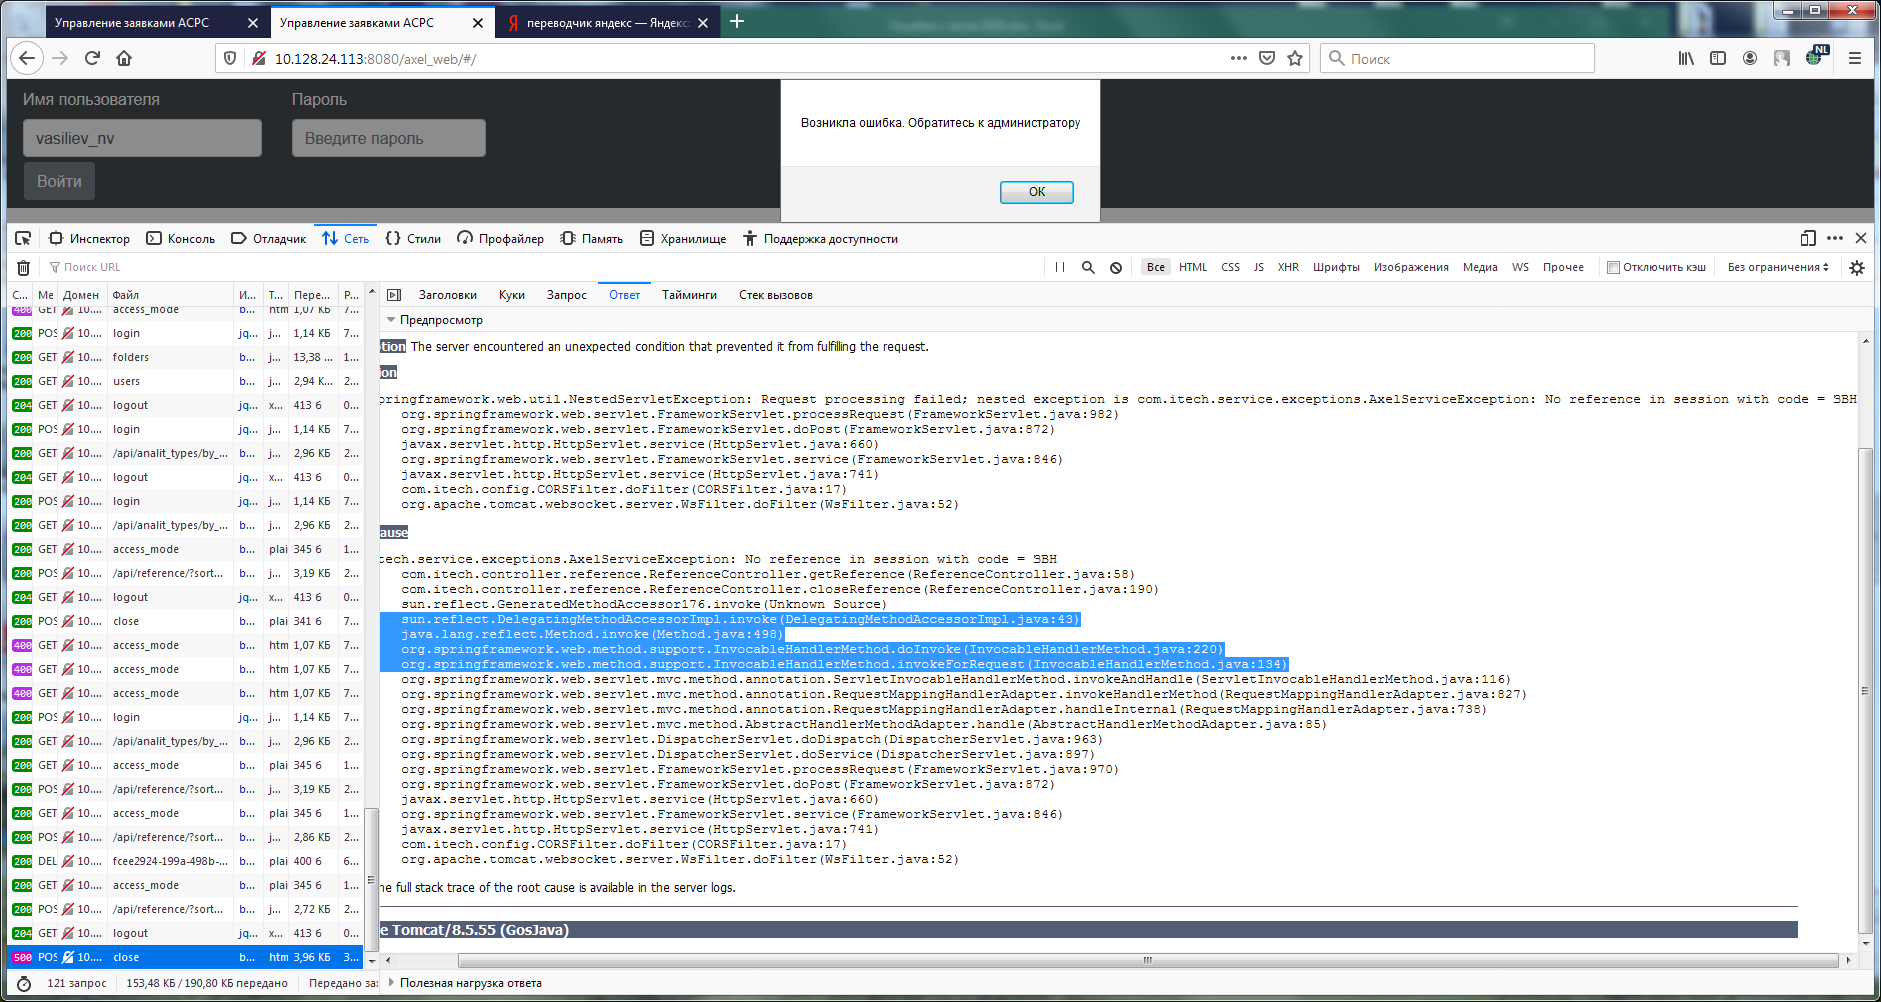 Управление заявками АСРС
Управление заявками АСРС
переводчик яндекс — Яндекс
10.128.24.113:8080/axel_web/#/
Поиск
NL
Имя пользователя
Пароль
vasiliev_nv
Введите пароль
Войти
Возникла ошибка. Обратитесь к администратору
OK
Инспектор Консоль Отладчик Сеть Стили Профайлер Память Хранилище Поддержка доступности
Поиск URL
Все HTML CSS JS XHR Шрифты Изображения Медиа WS Прочее Отключить кэш Без ограничения
С... Ме Домен Файл И... Т... Пере... Р...
400 GET 10.... access_mode b... htm 1,07 КБ 7...
200 POS 10.... login jq... j... 1,14 КБ 7...
200 GET 10.... folders b... j... 13,38 ... 1...
200 GET 10.... users b... j... 2,94 К... 2...
204 GET 10.... logout jq... x... 413 б 0...
200 POS 10.... login jq... j... 1,14 КБ 7...
200 GET 10.... /api/analit_types/by_... b... j... 2,96 КБ 2...
204 GET 10.... logout jq... x... 413 б 0...
200 POS 10.... login jq... j... 1,14 КБ 7...
200 GET 10.... /api/analit_types/by_... b... j... 2,96 КБ 2...
200 GET 10.... access_mode b... plai 345 б 1...
200 POS 10.... /api/reference/?sort... b... j... 3,19 КБ 2...
204 GET 10.... logout jq... x... 413 б 0...
200 POS 10.... close b... plai 341 б 7...
400 GET 10.... access_mode b... htm 1,07 КБ 7...
400 GET 10.... access_mode b... htm 1,07 КБ 7...
400 GET 10.... access_mode b... htm 1,07 КБ 7...
200 POS 10.... login jq... j... 1,14 КБ 7...
200 GET 10.... /api/analit_types/by_... b... j... 2,96 КБ 2...
200 GET 10.... access_mode b... plai 345 б 1...
200 POS 10.... /api/reference/?sort... b... j... 3,19 КБ 2...
200 GET 10.... access_mode b... plai 345 б 1...
200 POS 10.... /api/reference/?sort... b... j... 2,86 КБ 2...
200 DEL 10.... fcee2924-199a-498b-... b... plai 400 б 6...
200 GET 10.... access_mode b... plai 345 б 1...
200 POS 10.... /api/reference/?sort... b... j... 2,72 КБ 2...
204 GET 10.... logout jq... x... 413 б 0...
500 POS 10.... close b... htm 3,96 КБ 3...
121 запрос 153,48 КБ / 190,80 КБ передано Передано за:
Заголовки Куки Запрос Ответ Тайминги Стек вызовов
Предпросмотр
tion The server encountered an unexpected condition that prevented it from fulfilling the request.
ion
pringframework.web.util.NestedServletException: Request processing failed; nested exception is com.itech.service.exceptions.AxelServiceException: No reference in session with code = ЗВН
org.springframework.web.servlet.FrameworkServlet.processRequest(FrameworkServlet.java:982)
org.springframework.web.servlet.FrameworkServlet.doPost(FrameworkServlet.java:872)
javax.servlet.http.HttpServlet.service(HttpServlet.java:660)
org.springframework.web.servlet.FrameworkServlet.service(FrameworkServlet.java:846)
javax.servlet.http.HttpServlet.service(HttpServlet.java:741)
com.itech.config.CORSFilter.doFilter(CORSFilter.java:17)
org.apache.tomcat.websocket.server.WsFilter.doFilter(WsFilter.java:52)
ause
tech.service.exceptions.AxelServiceException: No reference in session with code = ЗВН
com.itech.controller.reference.ReferenceController.getReference(ReferenceController.java:58)
com.itech.controller.reference.ReferenceController.closeReference(ReferenceController.java:190)
sun.reflect.GeneratedMethodAccessor176.invoke(Unknown Source)
sun.reflect.DelegatingMethodAccessorImpl.invoke(DelegatingMethodAccessorImpl.java:43)
java.lang.reflect.Method.invoke(Method.java:498)
org.springframework.web.method.support.InvocableHandlerMethod.doInvoke(InvocableHandlerMethod.java:220)
org.springframework.web.method.support.InvocableHandlerMethod.invokeForRequest(InvocableHandlerMethod.java:134)
org.springframework.web.servlet.mvc.method.annotation.ServletInvocableHandlerMethod.invokeAndHandle(ServletInvocableHandlerMethod.java:116)
org.springframework.web.servlet.mvc.method.annotation.RequestMappingHandlerAdapter.invokeHandlerMethod(RequestMappingHandlerAdapter.java:827)
org.springframework.web.servlet.mvc.method.annotation.RequestMappingHandlerAdapter.handleInternal(RequestMappingHandlerAdapter.java:738)
org.springframework.web.servlet.mvc.method.AbstractHandlerMethodAdapter.handle(AbstractHandlerMethodAdapter.java:85)
org.springframework.web.servlet.DispatcherServlet.doDispatch(DispatcherServlet.java:963)
org.springframework.web.servlet.DispatcherServlet.doService(DispatcherServlet.java:897)
org.springframework.web.servlet.FrameworkServlet.processRequest(FrameworkServlet.java:970)
org.springframework.web.servlet.FrameworkServlet.doPost(FrameworkServlet.java:872)
javax.servlet.http.HttpServlet.service(HttpServlet.java:660)
org.springframework.web.servlet.FrameworkServlet.service(FrameworkServlet.java:846)
javax.servlet.http.HttpServlet.service(HttpServlet.java:741)
com.itech.config.CORSFilter.doFilter(CORSFilter.java:17)
org.apache.tomcat.websocket.server.WsFilter.doFilter(WsFilter.java:52)
he full stack trace of the root cause is available in the server logs.
e Tomcat/8.5.55 (GosJava)
Полезная нагрузка ответа